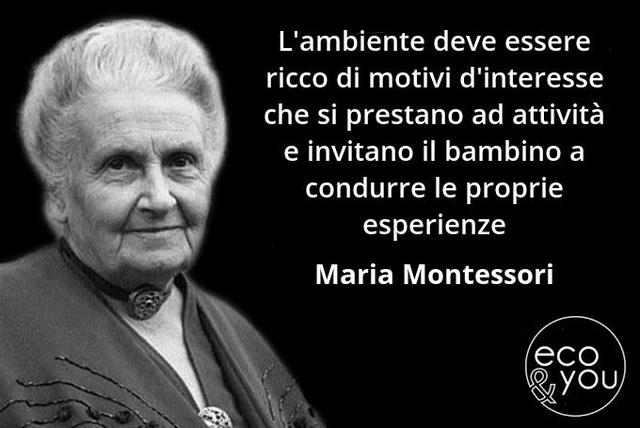 L'ambiente deve essere
ricco di motivi d'interesse
che si prestano ad attività
e invitano il bambino a
condurre le proprie
esperienze
Maria Montessori
eco
& you